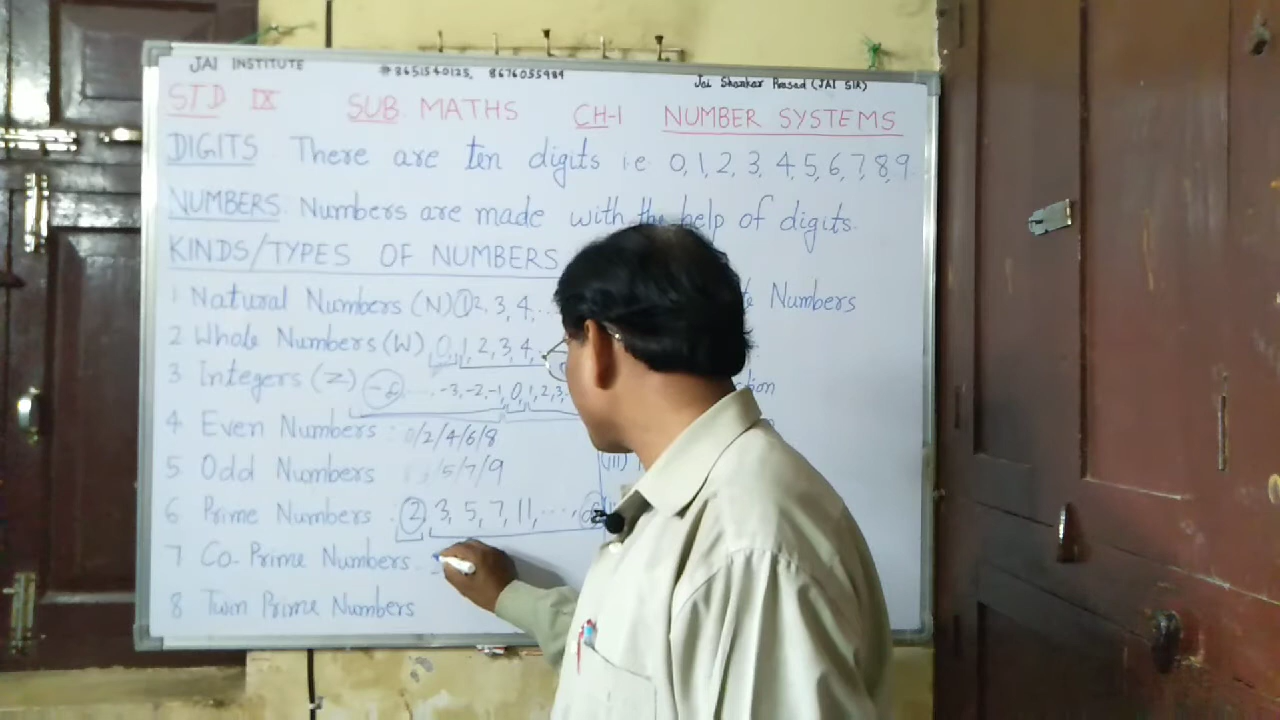 JAI INSTITUTE #8651540125, 8676055989 Jai Shankar Prasad (JAI SIR)
STD IX SUB MATHS CH-1 NUMBER SYSTEMS
DIGITS There are ten digits i.e. 0, 1, 2, 3, 4, 5, 6, 7, 8, 9.
NUMBERS. Numbers are made with the help of digits.
KINDS/TYPES OF NUMBERS
1 Natural Numbers (N) 1 2, 3, 4, ... Numbers
2 Whole Numbers (W) 0, 1, 2, 3, 4,
3 Integers (Z) ..., -3, -2, -1, 0, 1, 2, 3,
4 Even Numbers : 0/2/4/6/8
5 Odd Numbers 5/7/9
6 Prime Numbers 2, 3, 5, 7, 11, ...,
(iii)
7 Co-Prime Numbers
8 Twin Prime Numbers